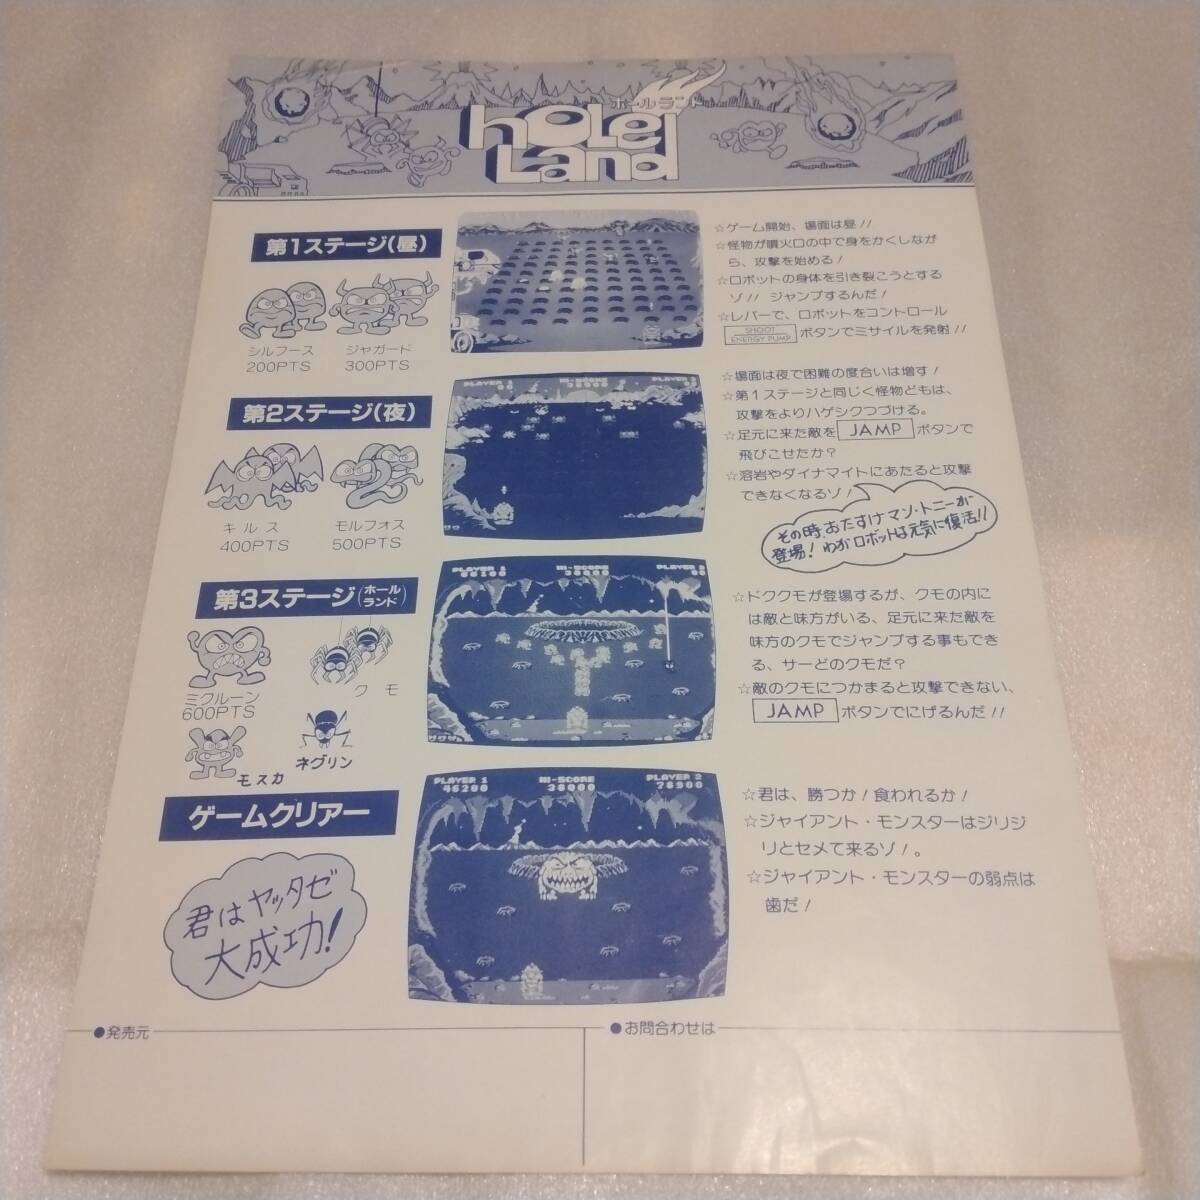 ホールランド
hoLe Land
第1ステージ(昼)
シルフース
200PTS
ジャガード
300PTS
☆ゲーム開始、場面は昼!!
☆怪物が噴火口の中で身をかくしなが
ら、攻撃を始める!
☆ロボットの身体を引き裂こうとする
ゾ!! ジャンプするんだ!
☆レバーで、ロボットをコントロール
SHOOT
ENERGY PUMP
ボタンでミサイルを発射!!
第2ステージ(夜)
キルス
400PTS
モルフォス
500PTS
PLAYER 1
HI-SCORE
☆場面は夜で困難の度合いは増す!
☆第1ステージと同じく怪物どもは、
攻撃をよりハゲシクつづける。
☆足元に来た敵を JAMP ボタンで
飛びこせたか?
☆溶岩やダイナマイトにあたると攻撃
できなくなるゾ!
その時、おたすけマン・トニーが
登場! わがロボットは元気に復活!!
第3ステージ(ホールランド)
ミクルーン
600PTS
クモ
モスカ
ネグリン
PLAYER 1
HI-SCORE
38000
PLAYER 2
00
☆ドククモが登場するが、クモの内に
は敵と味方がいる、足元に来た敵を
味方のクモでジャンプする事もでき
る、サーどのクモだ?
☆敵のクモにつかまると攻撃できない、
JAMP ボタンでにげるんだ!!
ゲームクリアー
君はヤッタゼ
大成功!
PLAYER 1
46200
HI-SCORE
38000
PLAYER 2
78900
☆君は、勝つか!食われるか!
☆ジャイアント・モンスターはジリジ
リとセメて来るゾ!。
☆ジャイアント・モンスターの弱点は
歯だ!
●発売元
●お問合わせは